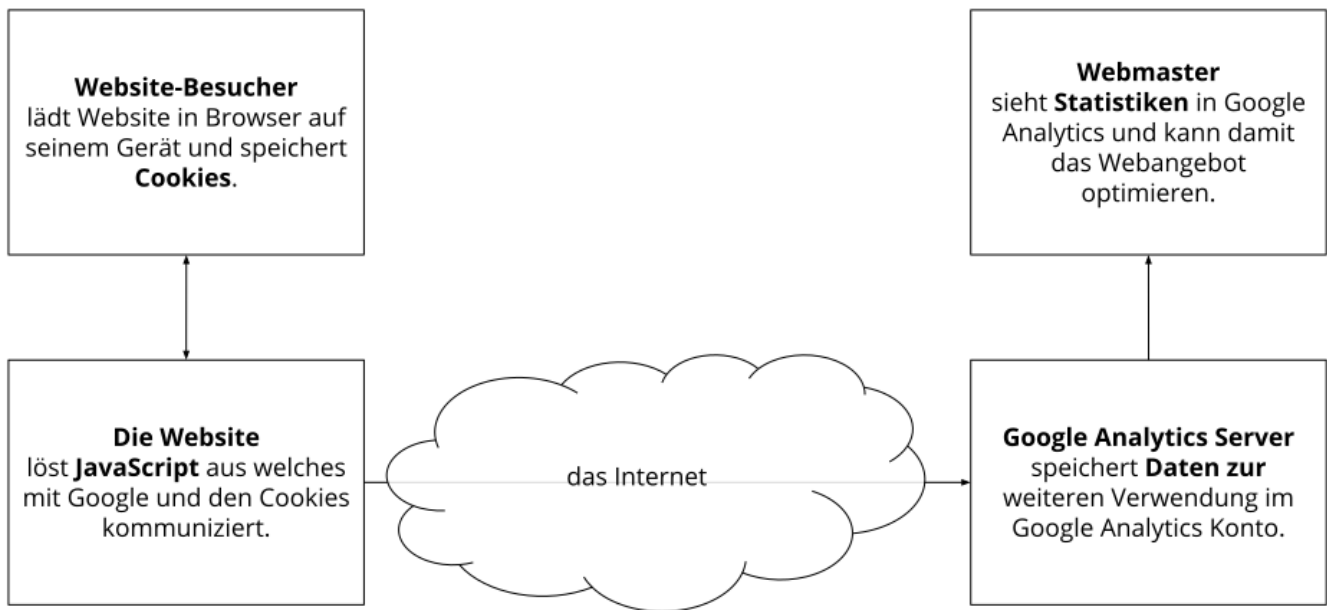 Website-Besucher
lädt Website in Browser auf
seinem Gerät und speichert
Cookies.
Webmaster
sieht Statistiken in Google
Analytics und kann damit
das Webangebot
optimieren.
Die Website
löst JavaScript aus welches
mit Google und den Cookies
kommuniziert.
das Internet
Google Analytics Server
speichert Daten zur
weiteren Verwendung im
Google Analytics Konto.